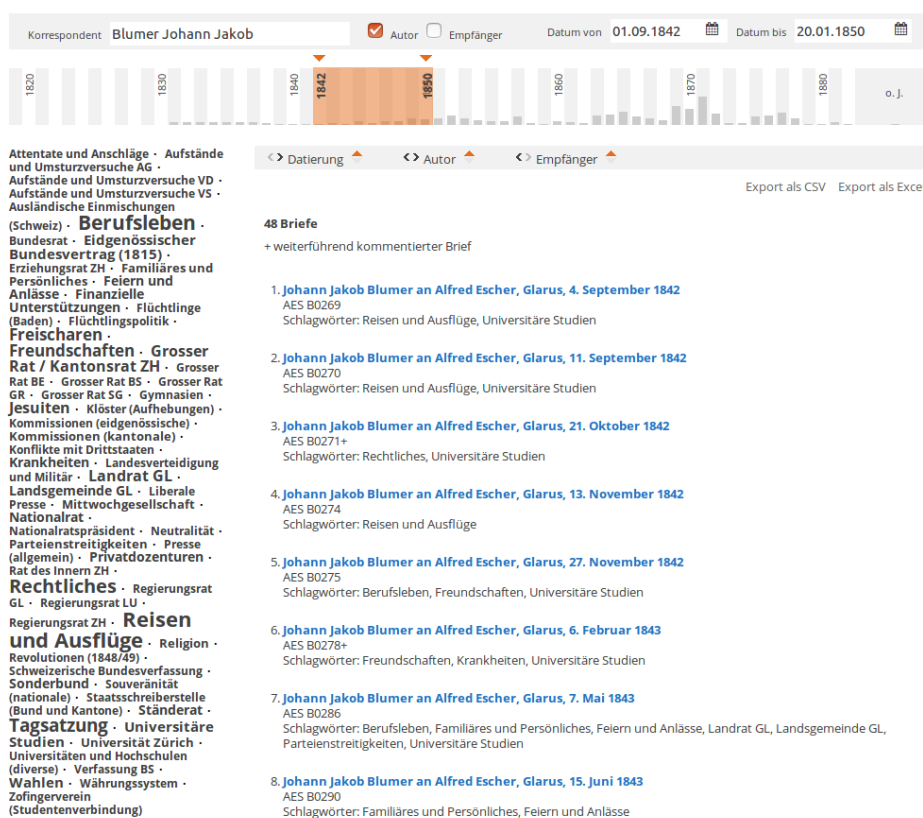 Korrespondent Blumer Johann Jakob Autor Empfänger Datum von 01.09.1842 Datum bis 20.01.1850
1820 1830 1840 1842 1850 1860 1870 1880 o. J.
Attentate und Anschläge · Aufstände
und Umsturzversuche AG ·
Aufstände und Umsturzversuche VD ·
Aufstände und Umsturzversuche VS ·
Ausländische Einmischungen
(Schweiz) · Berufsleben ·
Bundesrat · Eidgenössischer
Bundesvertrag (1815) ·
Erziehungsrat ZH · Familiäres und
Persönliches · Feiern und
Anlässe · Finanzielle
Unterstützungen · Flüchtlinge
(Baden) · Flüchtlingspolitik ·
Freischaren ·
Freundschaften · Grosser
Rat / Kantonsrat ZH · Grosser
Rat BE · Grosser Rat BS · Grosser Rat
GR · Grosser Rat SG · Gymnasien ·
Jesuiten · Klöster (Aufhebungen) ·
Kommissionen (eidgenössische) ·
Kommissionen (kantonale) ·
Konflikte mit Drittstaaten ·
Krankheiten · Landesverteidigung
und Militär · Landrat GL ·
Landsgemeinde GL · Liberale
Presse · Mittwochgesellschaft ·
Nationalrat ·
Nationalratspräsident · Neutralität ·
Parteienstreitigkeiten · Presse
(allgemein) · Privatdozenturen ·
Rat des Innern ZH ·
Rechtliches · Regierungsrat
GL · Regierungsrat LU ·
Regierungsrat ZH · Reisen
und Ausflüge · Religion ·
Revolutionen (1848/49) ·
Schweizerische Bundesverfassung ·
Sonderbund · Souveränität
(nationale) · Staatsschreiberstelle
(Bund und Kantone) · Ständerat ·
Tagsatzung · Universitäre
Studien · Universität Zürich ·
Universitäten und Hochschulen
(diverse) · Verfassung BS ·
Wahlen · Währungssystem ·
Zofingerverein
(Studentenverbindung)
<> Datierung <> Autor <> Empfänger
Export als CSV Export als Exce
48 Briefe
+ weiterführend kommentierter Brief
1. Johann Jakob Blumer an Alfred Escher, Glarus, 4. September 1842
AES B0269
Schlagwörter: Reisen und Ausflüge, Universitäre Studien
2. Johann Jakob Blumer an Alfred Escher, Glarus, 11. September 1842
AES B0270
Schlagwörter: Reisen und Ausflüge, Universitäre Studien
3. Johann Jakob Blumer an Alfred Escher, Glarus, 21. Oktober 1842
AES B0271+
Schlagwörter: Rechtliches, Universitäre Studien
4. Johann Jakob Blumer an Alfred Escher, Glarus, 13. November 1842
AES B0274
Schlagwörter: Reisen und Ausflüge
5. Johann Jakob Blumer an Alfred Escher, Glarus, 27. November 1842
AES B0275
Schlagwörter: Berufsleben, Freundschaften, Universitäre Studien
6. Johann Jakob Blumer an Alfred Escher, Glarus, 6. Februar 1843
AES B0278+
Schlagwörter: Freundschaften, Krankheiten, Universitäre Studien
7. Johann Jakob Blumer an Alfred Escher, Glarus, 7. Mai 1843
AES B0286
Schlagwörter: Berufsleben, Familiäres und Persönliches, Feiern und Anlässe, Landrat GL, Landsgemeinde GL,
Parteienstreitigkeiten, Universitäre Studien
8. Johann Jakob Blumer an Alfred Escher, Glarus, 15. Juni 1843
AES B0290
Schlagwörter: Familiäres und Persönliches, Feiern und Anlässe